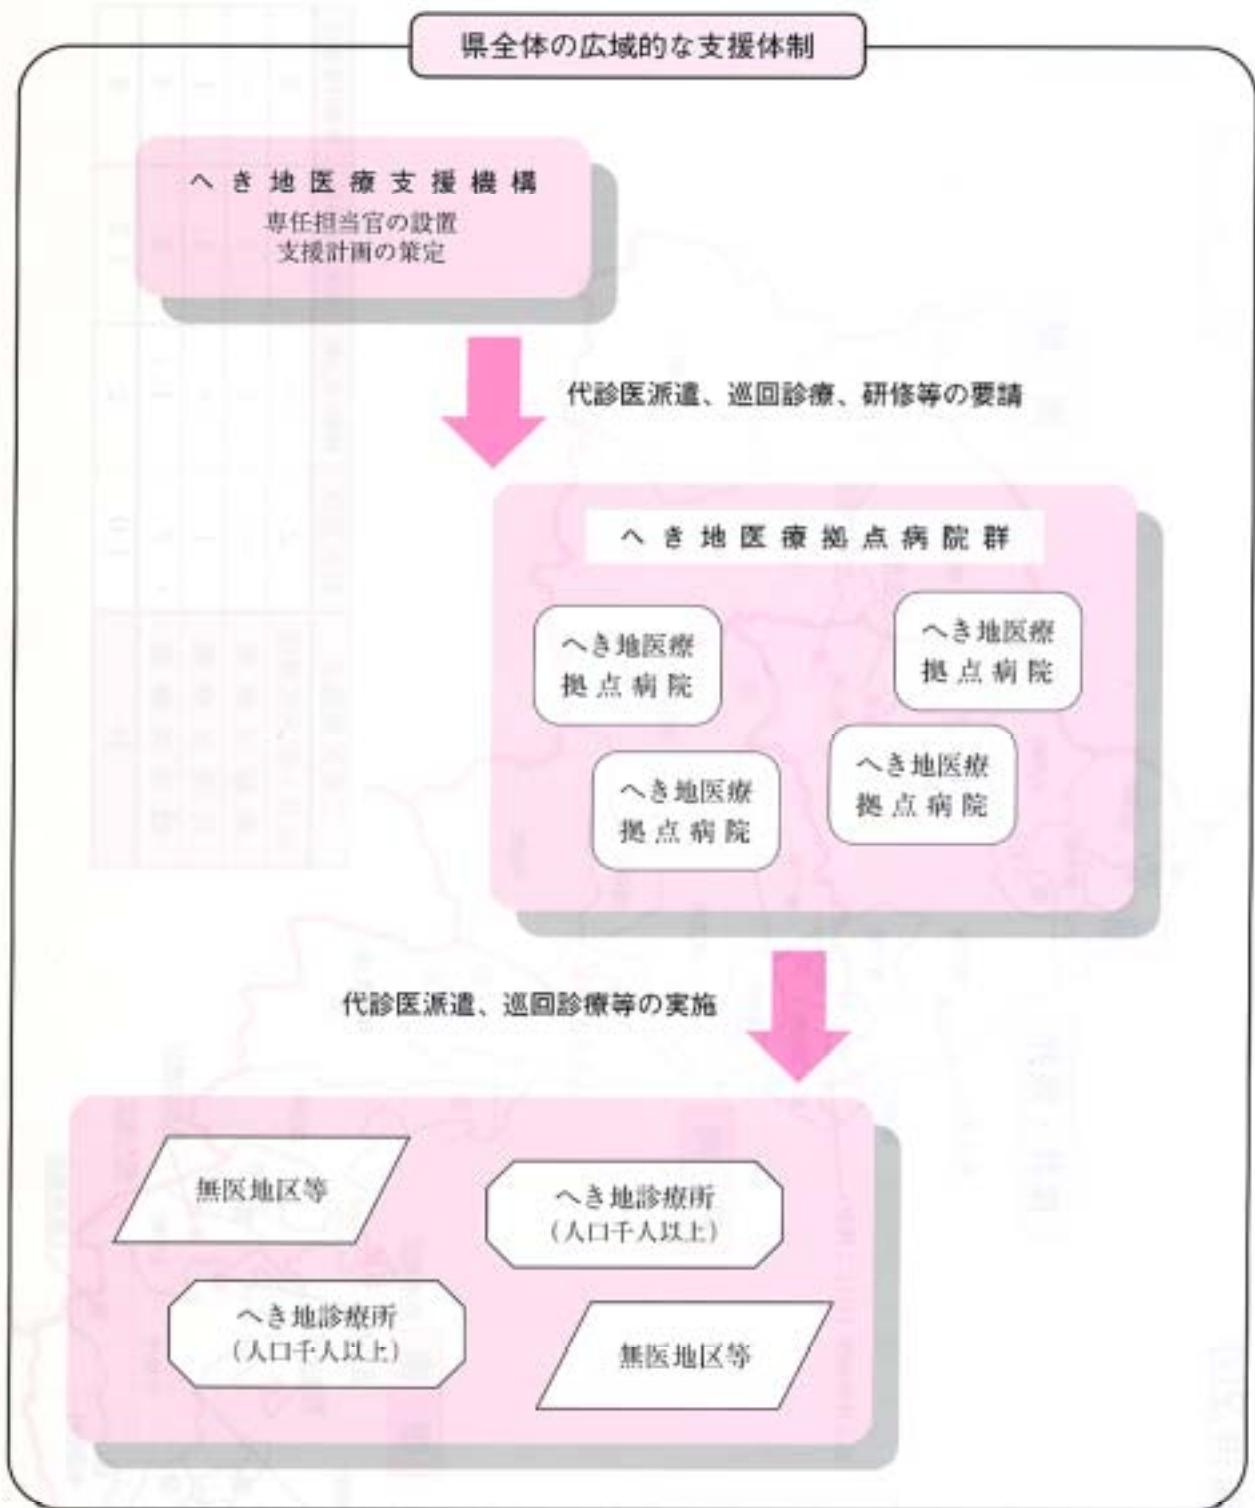 県全体の広域的な支援体制
へき地医療支援機構
専任担当官の設置
支援計画の策定
代診医派遣、巡回診療、研修等の要請
へき地医療拠点病院群
へき地医療
拠点病院
へき地医療
拠点病院
へき地医療
拠点病院
へき地医療
拠点病院
代診医派遣、巡回診療等の実施
無医地区等
へき地診療所
(人口千人以上)
へき地診療所
(人口千人以上)
無医地区等